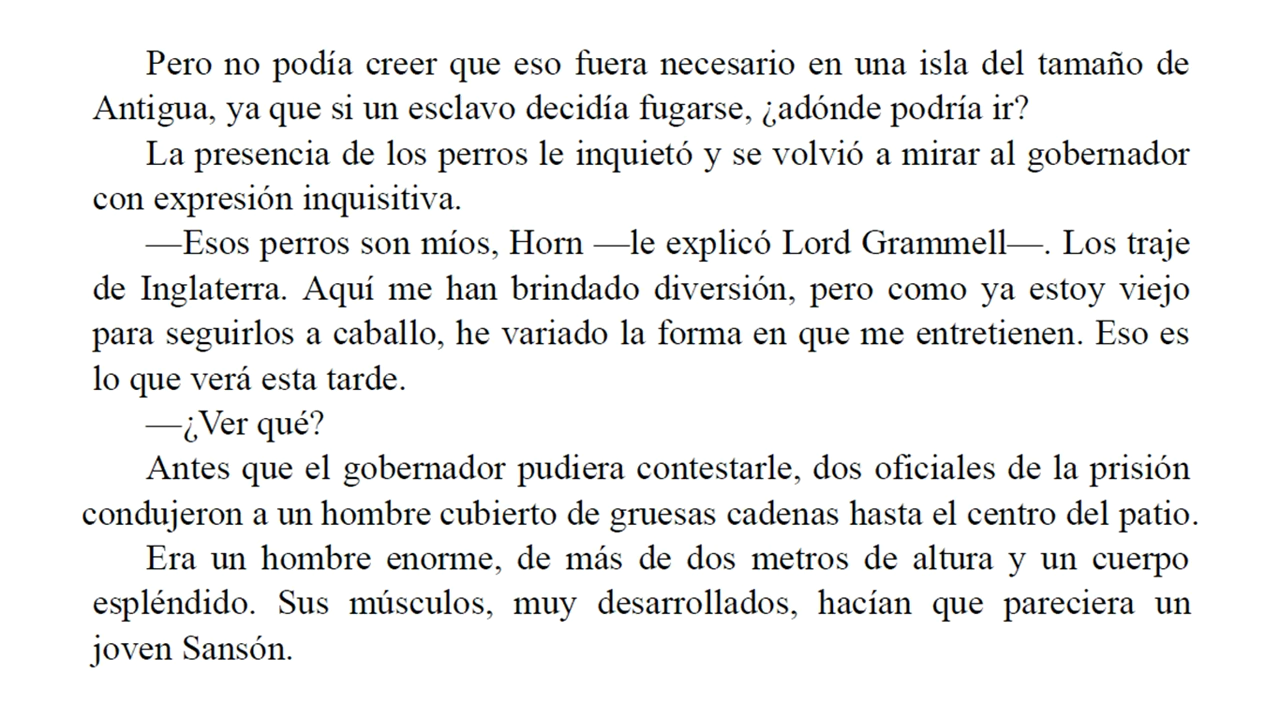 Pero no podía creer que eso fuera necesario en una isla del tamaño de
Antigua, ya que si un esclavo decidía fugarse, ¿adónde podría ir?
La presencia de los perros le inquietó y se volvió a mirar al gobernador
con expresión inquisitiva.
—Esos perros son míos, Horn —le explicó Lord Grammell—. Los traje
de Inglaterra. Aquí me han brindado diversión, pero como ya estoy viejo
para seguirlos a caballo, he variado la forma en que me entretienen. Eso es
lo que verá esta tarde.
—¿Ver qué?
Antes que el gobernador pudiera contestarle, dos oficiales de la prisión
condujeron a un hombre cubierto de gruesas cadenas hasta el centro del patio.
Era un hombre enorme, de más de dos metros de altura y un cuerpo
espléndido. Sus músculos, muy desarrollados, hacían que pareciera un
joven Sansón.